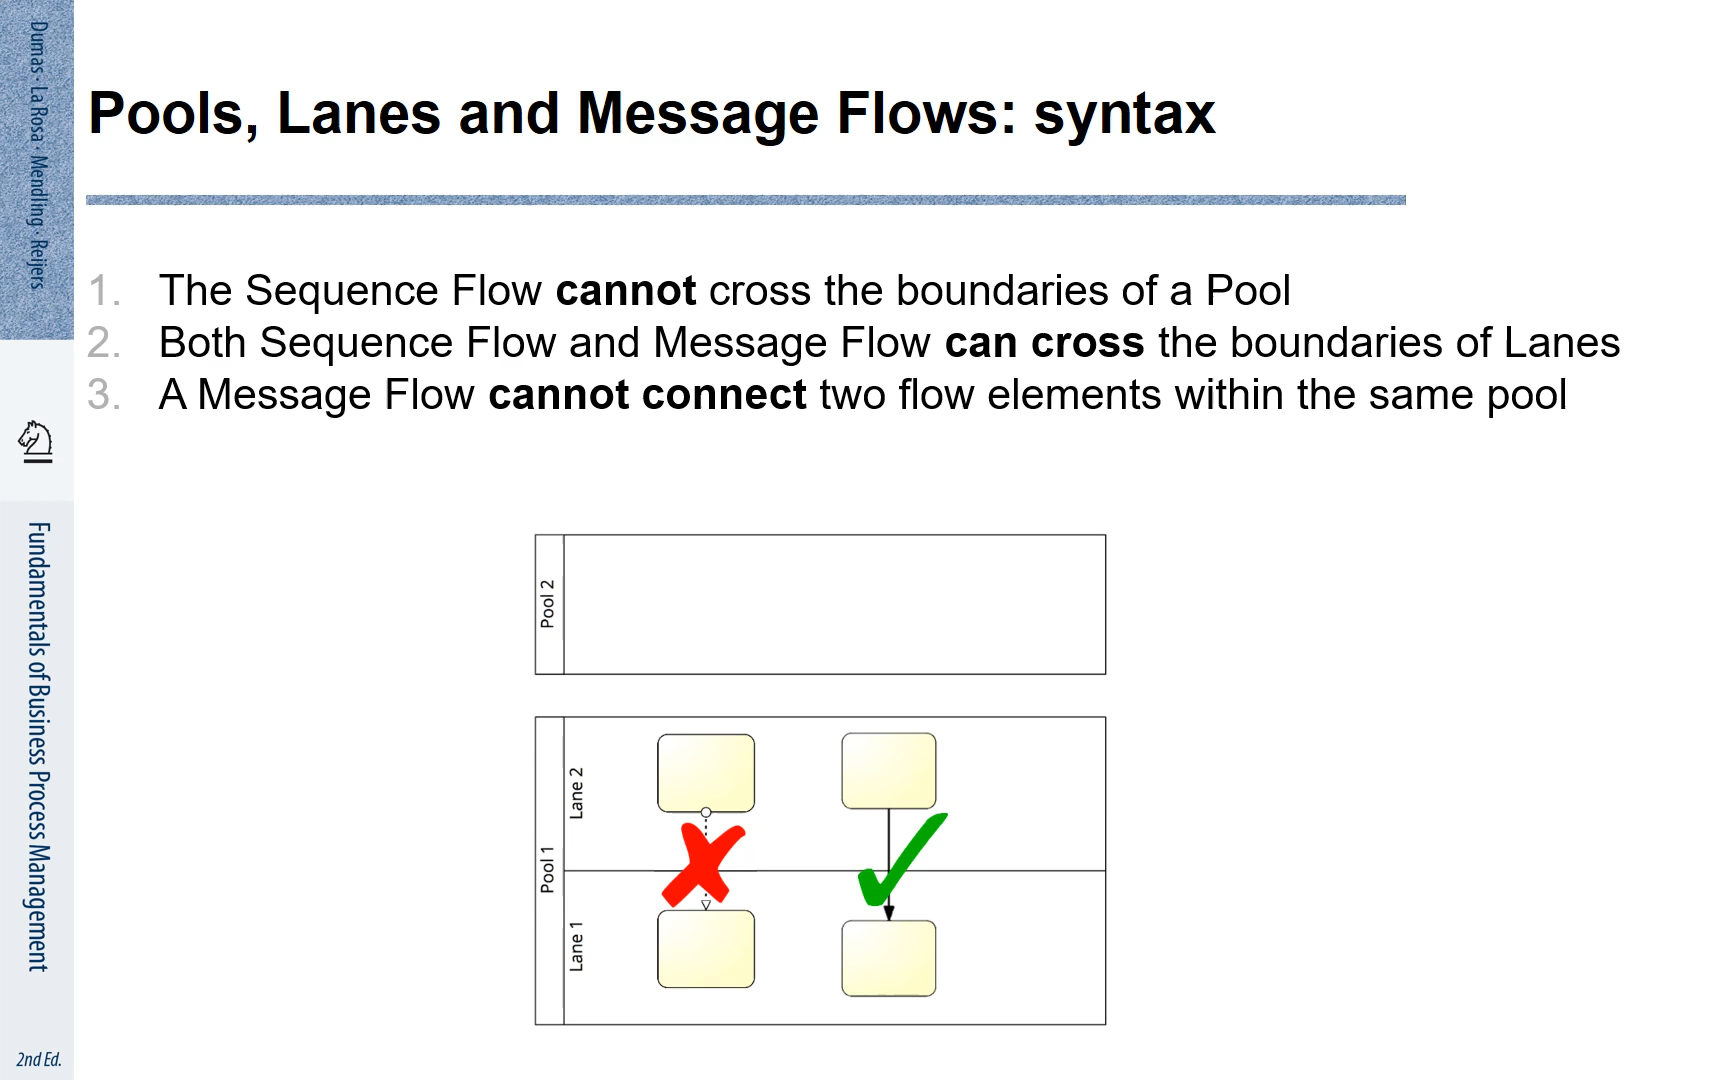 Dumas · La Rosa · Mendling · Reijers
Fundamentals of Business Process Management
2nd Ed.
Pools, Lanes and Message Flows: syntax
1. The Sequence Flow cannot cross the boundaries of a Pool
2. Both Sequence Flow and Message Flow can cross the boundaries of Lanes
3. A Message Flow cannot connect two flow elements within the same pool
Pool 2
Pool 1
Lane 2
Lane 1